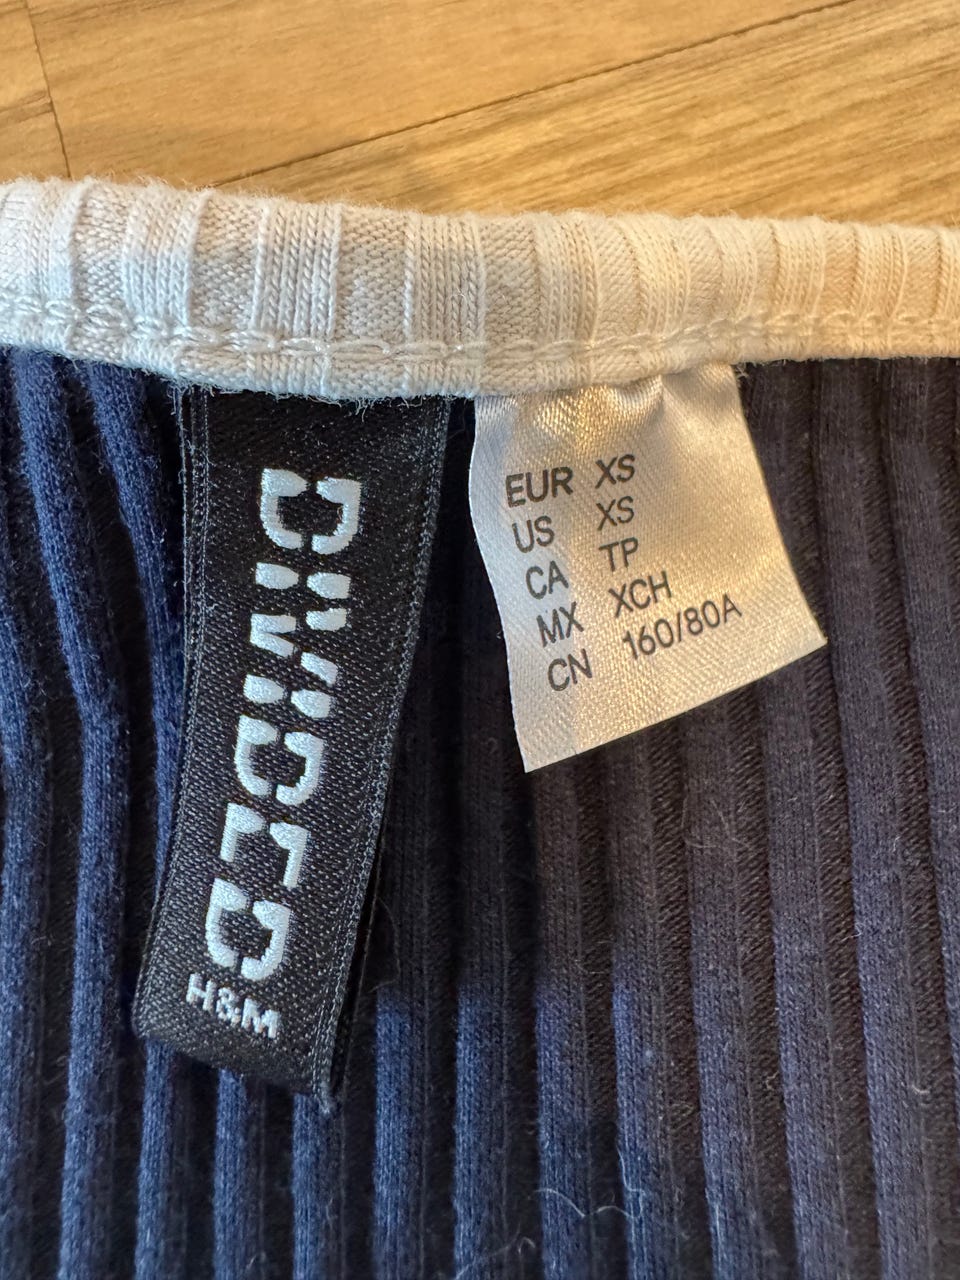 DIVIDED
H&M
EUR XS
US XS
CA TP
MX XCH
CN 160/80A